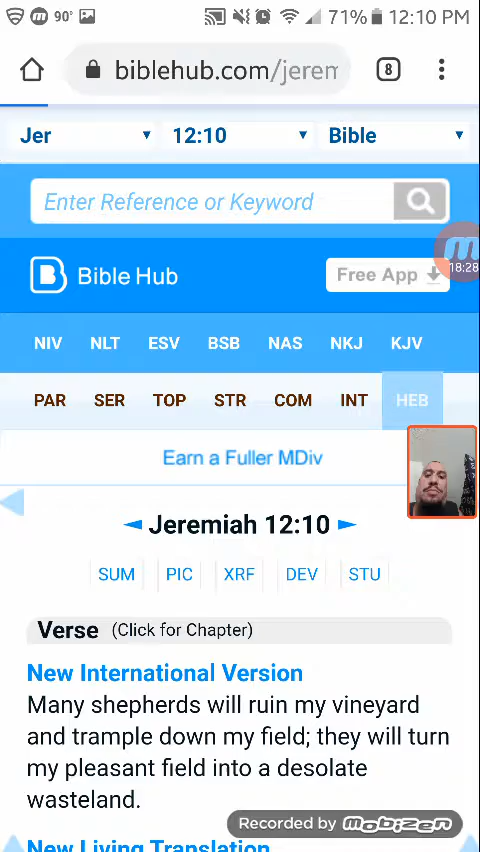 90° 71% 12:10 PM
biblehub.com/jerem 8
Jer 12:10 Bible
Enter Reference or Keyword
Bible Hub Free App
18:28
NIV NLT ESV BSB NAS NKJ KJV
PAR SER TOP STR COM INT HEB
Earn a Fuller MDiv
Jeremiah 12:10
SUM PIC XRF DEV STU
Verse (Click for Chapter)
New International Version
Many shepherds will ruin my vineyard
and trample down my field; they will turn
my pleasant field into a desolate
wasteland.
Recorded by mobizen
New Living Translation